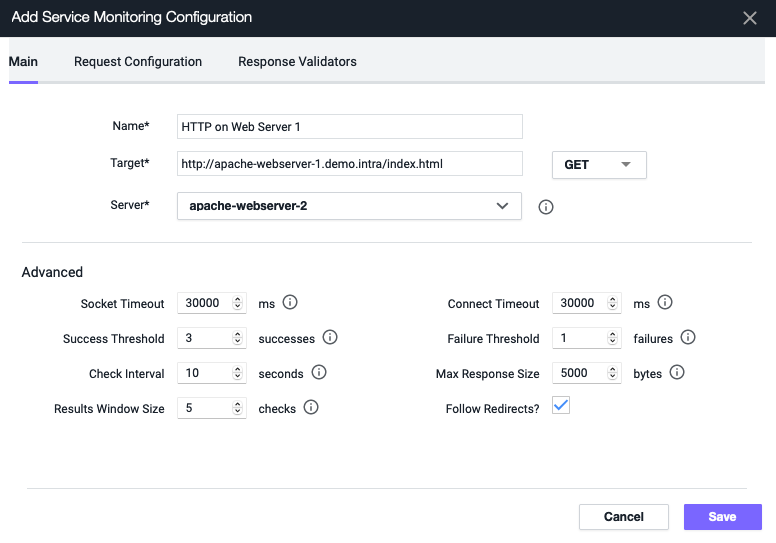 Add Service Monitoring Configuration
Main Request Configuration Response Validators
Name* HTTP on Web Server 1
Target* http://apache-webserver-1.demo.intra/index.html GET
Server* apache-webserver-2
Advanced
Socket Timeout 30000 ms Connect Timeout 30000 ms
Success Threshold 3 successes Failure Threshold 1 failures
Check Interval 10 seconds Max Response Size 5000 bytes
Results Window Size 5 checks Follow Redirects?
Cancel Save